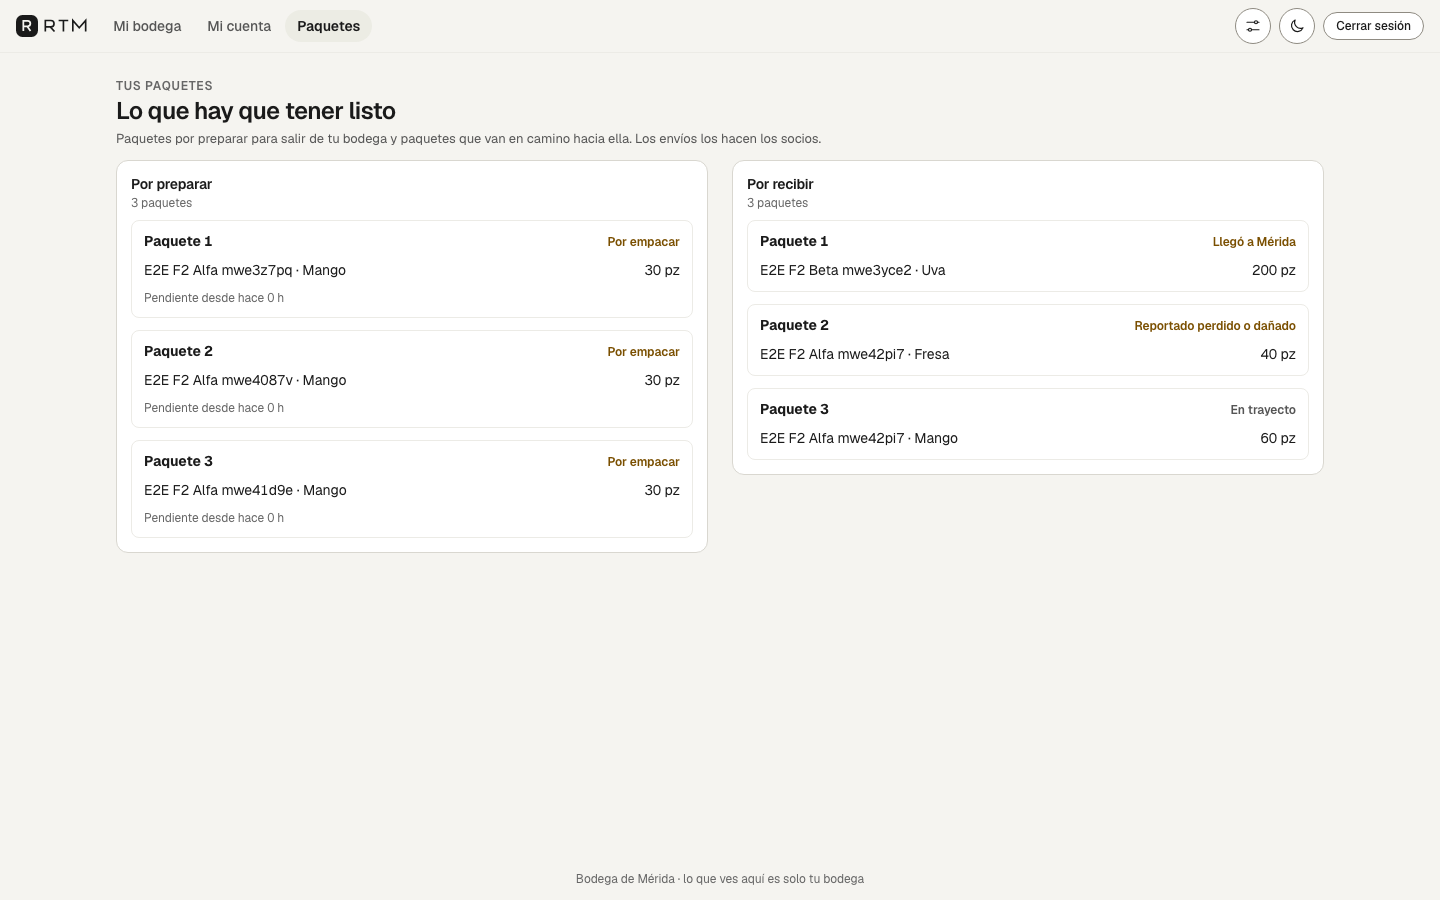 R RTM Mi bodega Mi cuenta Paquetes Cerrar sesión
TUS PAQUETES
Lo que hay que tener listo
Paquetes por preparar para salir de tu bodega y paquetes que van en camino hacia ella. Los envíos los hacen los socios.
Por preparar
3 paquetes
Paquete 1 Por empacar
E2E F2 Alfa mwe3z7pq · Mango 30 pz
Pendiente desde hace 0 h
Paquete 2 Por empacar
E2E F2 Alfa mwe4087v · Mango 30 pz
Pendiente desde hace 0 h
Paquete 3 Por empacar
E2E F2 Alfa mwe41d9e · Mango 30 pz
Pendiente desde hace 0 h
Por recibir
3 paquetes
Paquete 1 Llegó a Mérida
E2E F2 Beta mwe3yce2 · Uva 200 pz
Paquete 2 Reportado perdido o dañado
E2E F2 Alfa mwe42pi7 · Fresa 40 pz
Paquete 3 En trayecto
E2E F2 Alfa mwe42pi7 · Mango 60 pz
Bodega de Mérida · lo que ves aquí es solo tu bodega